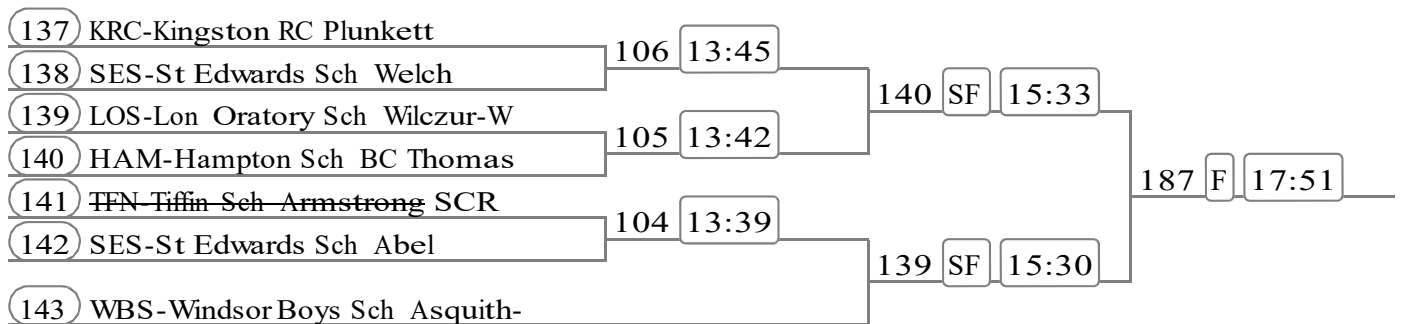 137 KRC-Kingston RC Plunkett
106 13:45
138 SES-St Edwards Sch Welch
140 SF 15:33
139 LOS-Lon Oratory Sch Wilczur-W
105 13:42
140 HAM-Hampton Sch BC Thomas
187 F 17:51
141 TFN-Tiffin Sch Armstrong SCR
104 13:39
142 SES-St Edwards Sch Abel
139 SF 15:30
143 WBS-Windsor Boys Sch Asquith-